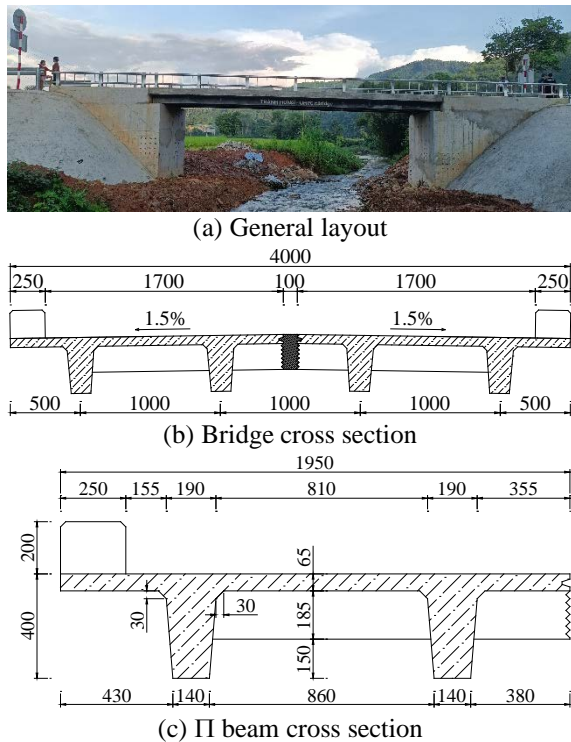 (a) General layout
4000
250 1700 100 1700 250
1.5% 1.5%
500 1000 1000 1000 500
(b) Bridge cross section
1950
250 155 190 810 190 355
200
65
400
185
30
30
150
430 140 860 140 380
(c) Π beam cross section